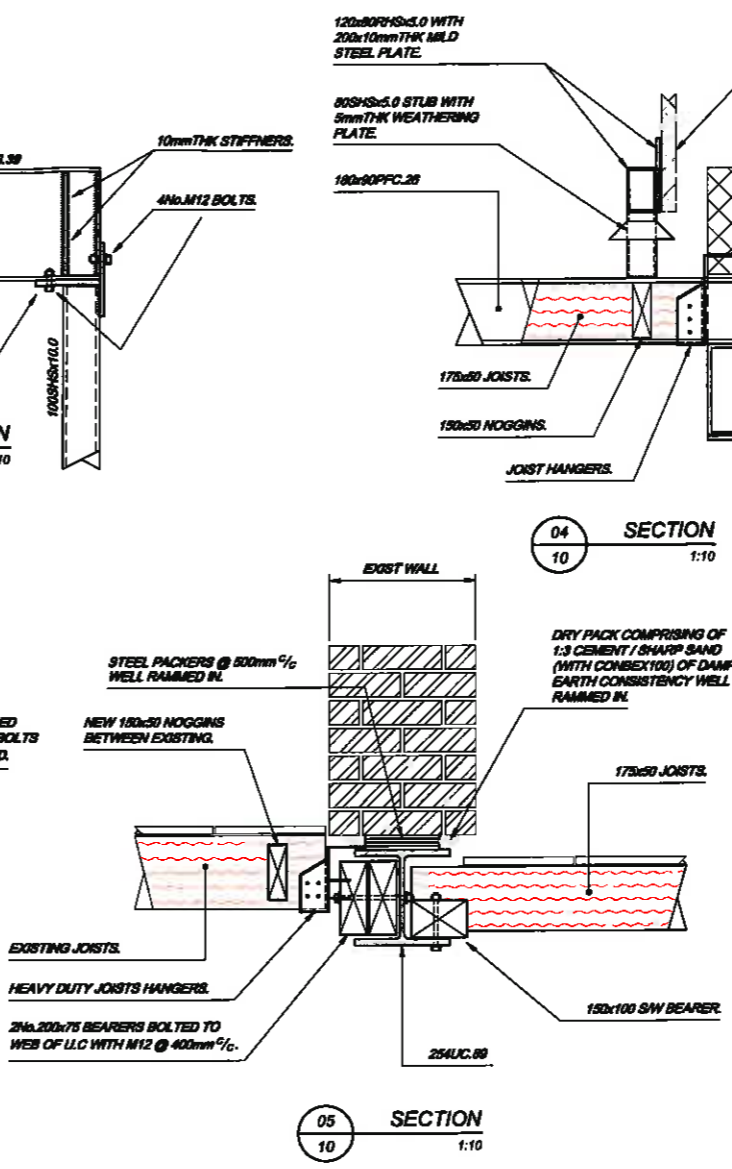 120x80RHSx5.0 WITH
200x10mmTHK MILD
STEEL PLATE.
80SHSx5.0 STUB WITH
5mmTHK WEATHERING
PLATE.
180x90PFC.26
10mmTHK STIFFNERS.
4No.M12 BOLTS.
100SHSx10.0
10
175x50 JOISTS.
150x50 NOGGINS.
JOIST HANGERS.
04
10
SECTION
1:10
EXIST WALL
STEEL PACKERS @ 500mm C/C
WELL RAMMED IN.
DRY PACK COMPRISING OF
1:3 CEMENT / SHARP SAND
(WITH CONBEX100) OF DAMP
EARTH CONSISTENCY WELL
RAMMED IN.
BOLTS
NEW 150x50 NOGGINS
BETWEEN EXISTING.
175x50 JOISTS.
EXISTING JOISTS.
HEAVY DUTY JOISTS HANGERS.
2No.200x75 BEARERS BOLTED TO
WEB OF U.C WITH M12 @ 400mm C/C.
150x100 S/W BEARER.
254UC.89
05
10
SECTION
1:10